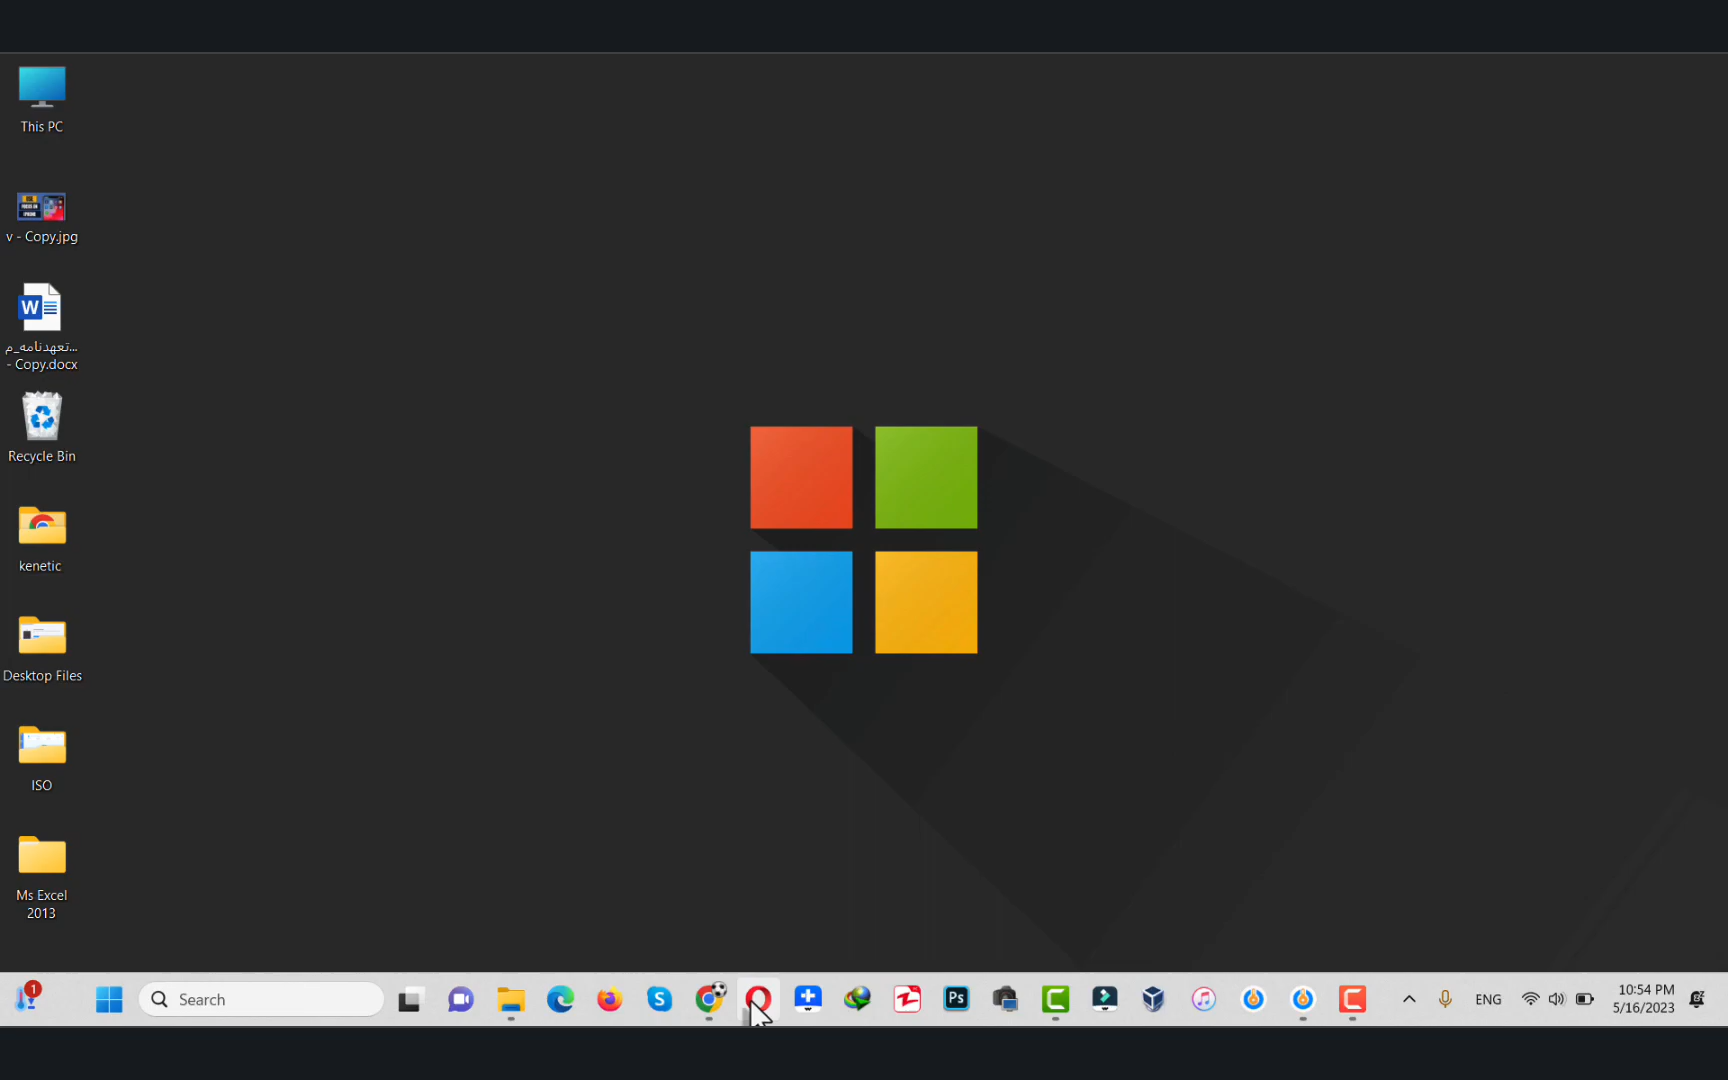 This PC
v - Copy.jpg
تعهدنامه_م...
- Copy.docx
Recycle Bin
kenetic
Desktop Files
ISO
Ms Excel
2013
1
Search
Ps
ENG
10:54 PM
5/16/2023